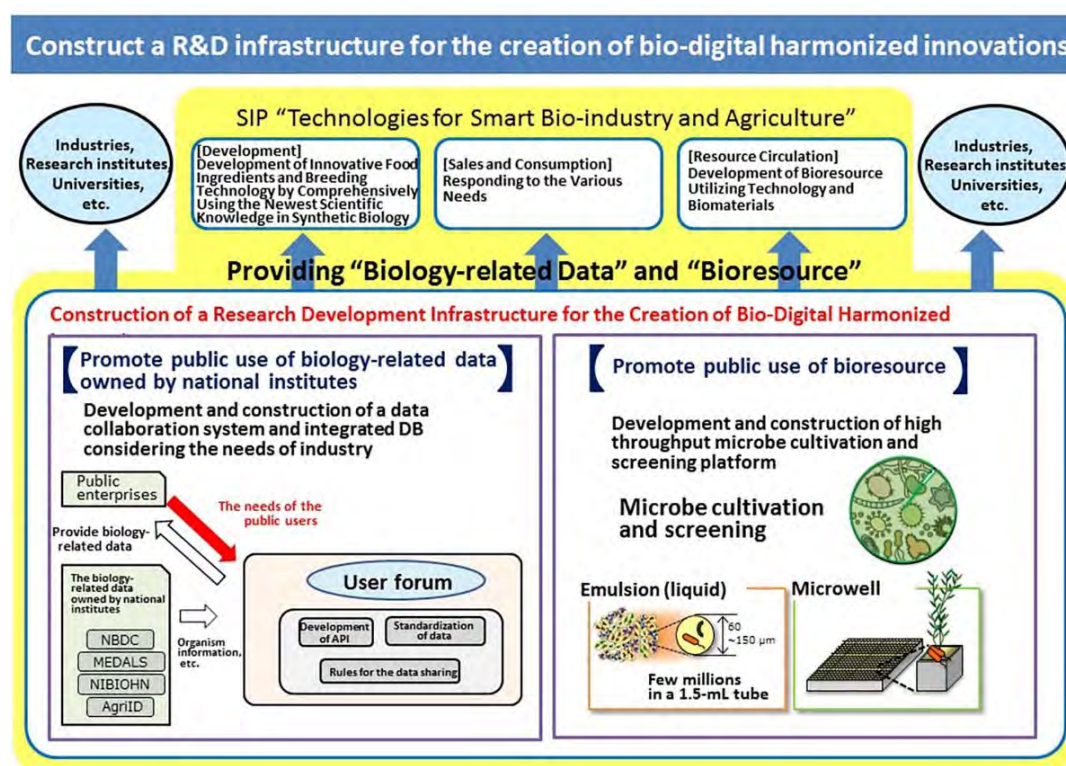 Construct a R&D infrastructure for the creation of bio-digital harmonized innovations
SIP “Technologies for Smart Bio-industry and Agriculture”
Industries,
Research institutes,
Universities,
etc.
[Development]
Development of Innovative Food
Ingredients and Breeding
Technology by Comprehensively
Using the Newest Scientific
Knowledge in Synthetic Biology
[Sales and Consumption]
Responding to the Various
Needs
[Resource Circulation]
Development of Bioresource
Utilizing Technology and
Biomaterials
Industries,
Research institutes,
Universities,
etc.
Providing “Biology-related Data” and “Bioresource”
Construction of a Research Development Infrastructure for the Creation of Bio-Digital Harmonized
【Promote public use of biology-related data
owned by national institutes】
Development and construction of a data
collaboration system and integrated DB
considering the needs of industry
Public
enterprises
The needs of the
public users
Provide biology-
related data
The biology-
related data
owned by national
institutes
NBDC
MEDALS
NIBIOHN
AgriID
Organism
information,
etc.
User forum
Development
of API
Standardization
of data
Rules for the data sharing
【Promote public use of bioresource】
Development and construction of high
throughput microbe cultivation and
screening platform
Microbe cultivation
and screening
Emulsion (liquid)
60
~150 μm
Few millions
in a 1.5-mL tube
Microwell